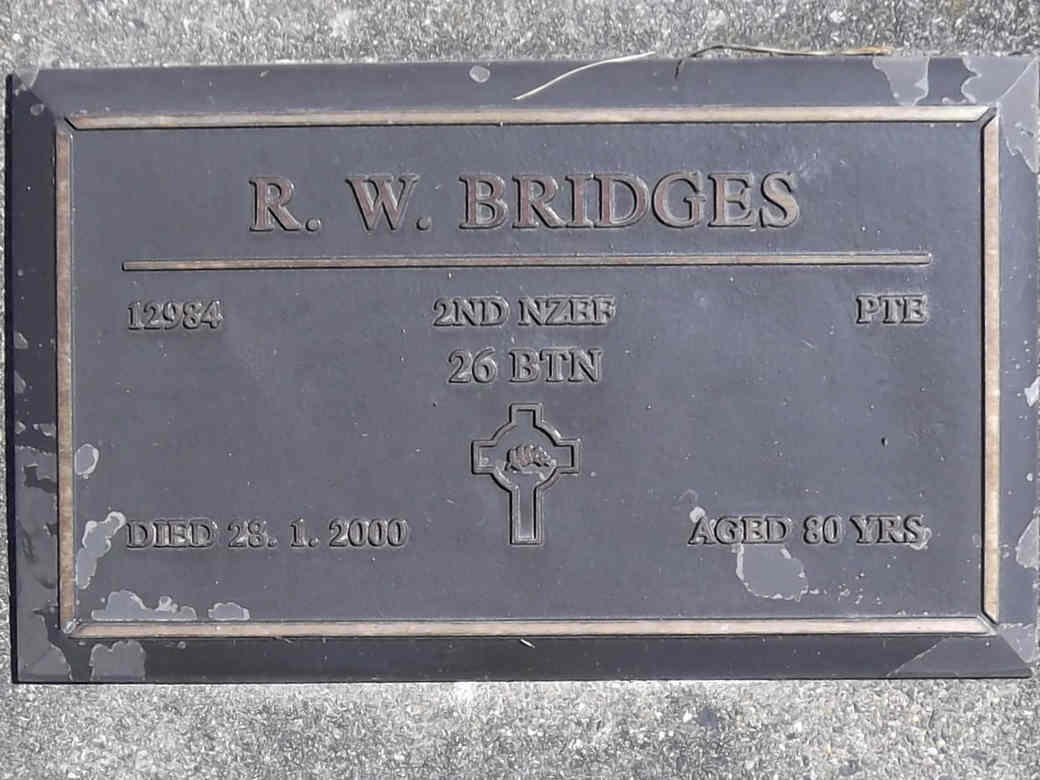 R. W. BRIDGES
12984 2ND NZEF PTE
26 BTN
DIED 28. 1. 2000 AGED 80 YRS